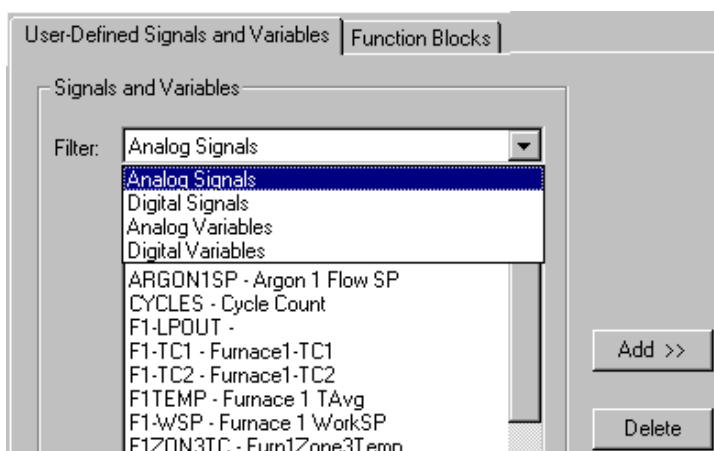 User-Defined Signals and Variables
Function Blocks
Signals and Variables
Filter:
Analog Signals
Analog Signals
Digital Signals
Analog Variables
Digital Variables
ARGON1SP - Argon 1 Flow SP
CYCLES - Cycle Count
F1-LPOUT -
F1-TC1 - Furnace1-TC1
F1-TC2 - Furnace1-TC2
F1TEMP - Furnace 1 TAvg
F1-WSP - Furnace 1 WorkSP
F1ZON3TC - Furn1Zone3Temp
Add >>
Delete